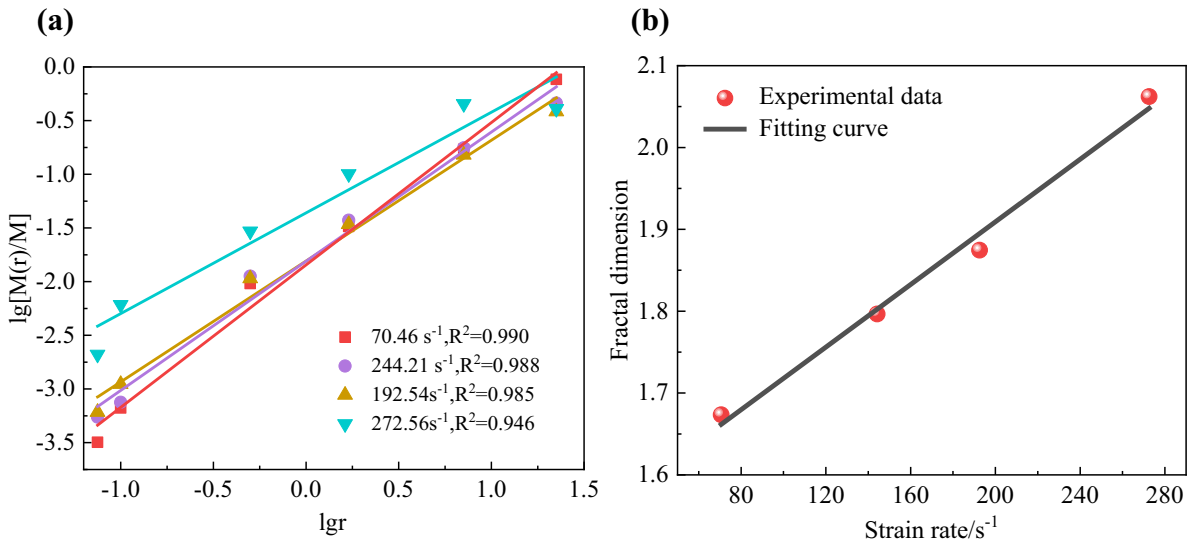 (a)
0.0
-0.5
-1.0
-1.5
-2.0
-2.5
-3.0
-3.5
lg[M(r)/M]
70.46 s⁻¹,R²=0.990
244.21 s⁻¹,R²=0.988
192.54s⁻¹,R²=0.985
272.56s⁻¹,R²=0.946
-1.0 -0.5 0.0 0.5 1.0 1.5
lgr
(b)
2.1
2.0
1.9
1.8
1.7
1.6
Fractal dimension
Experimental data
Fitting curve
80 120 160 200 240 280
Strain rate/s⁻¹